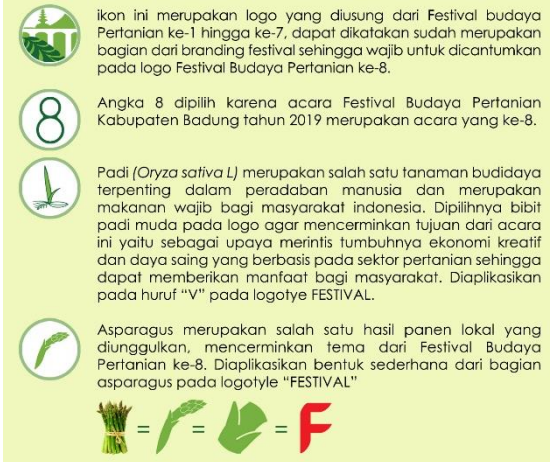 ikon ini merupakan logo yang diusung dari Festival budaya
Pertanian ke-1 hingga ke-7, dapat dikatakan sudah merupakan
bagian dari branding festival sehingga wajib untuk dicantumkan
pada logo Festival Budaya Pertanian ke-8.
8
Angka 8 dipilih karena acara Festival Budaya Pertanian
Kabupaten Badung tahun 2019 merupakan acara yang ke-8.
Padi (Oryza sativa L) merupakan salah satu tanaman budidaya
terpenting dalam peradaban manusia dan merupakan
makanan wajib bagi masyarakat indonesia. Dipilihnya bibit
padi muda pada logo agar mencerminkan tujuan dari acara
ini yaitu sebagai upaya merintis tumbuhnya ekonomi kreatif
dan daya saing yang berbasis pada sektor pertanian sehingga
dapat memberikan manfaat bagi masyarakat. Diaplikasikan
pada huruf “V” pada logotye FESTIVAL.
Asparagus merupakan salah satu hasil panen lokal yang
diunggulkan, mencerminkan tema dari Festival Budaya
Pertanian ke-8. Diaplikasikan bentuk sederhana dari bagian
asparagus pada logotyle “FESTIVAL”
= = = F